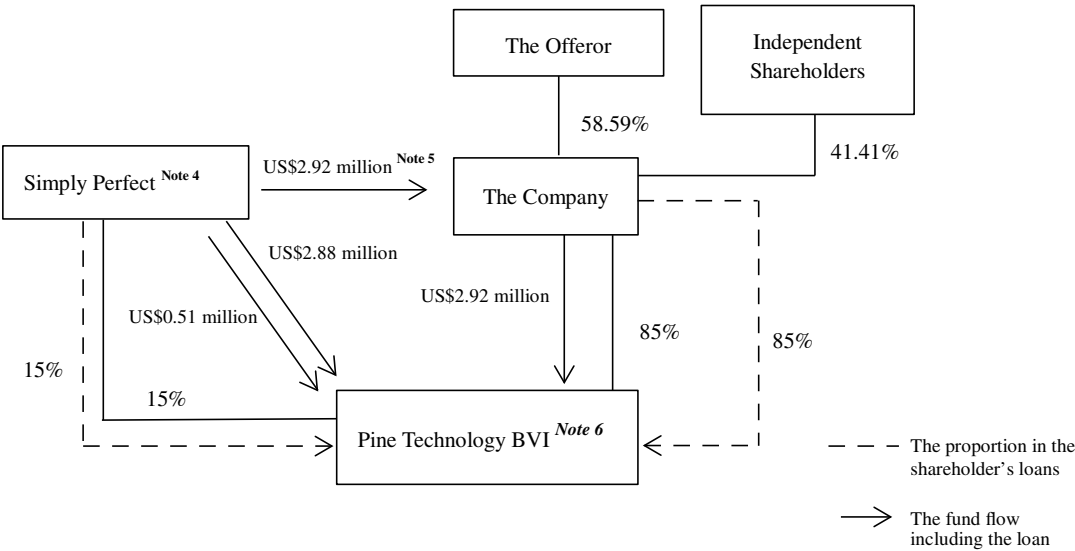 The Offeror
Independent
Shareholders
58.59%
41.41%
Simply Perfect Note 4
US$2.92 million Note 5
The Company
US$2.88 million
US$2.92 million
US$0.51 million
85%
85%
15%
15%
Pine Technology BVI Note 6
The proportion in the
shareholder's loans
The fund flow
including the loan